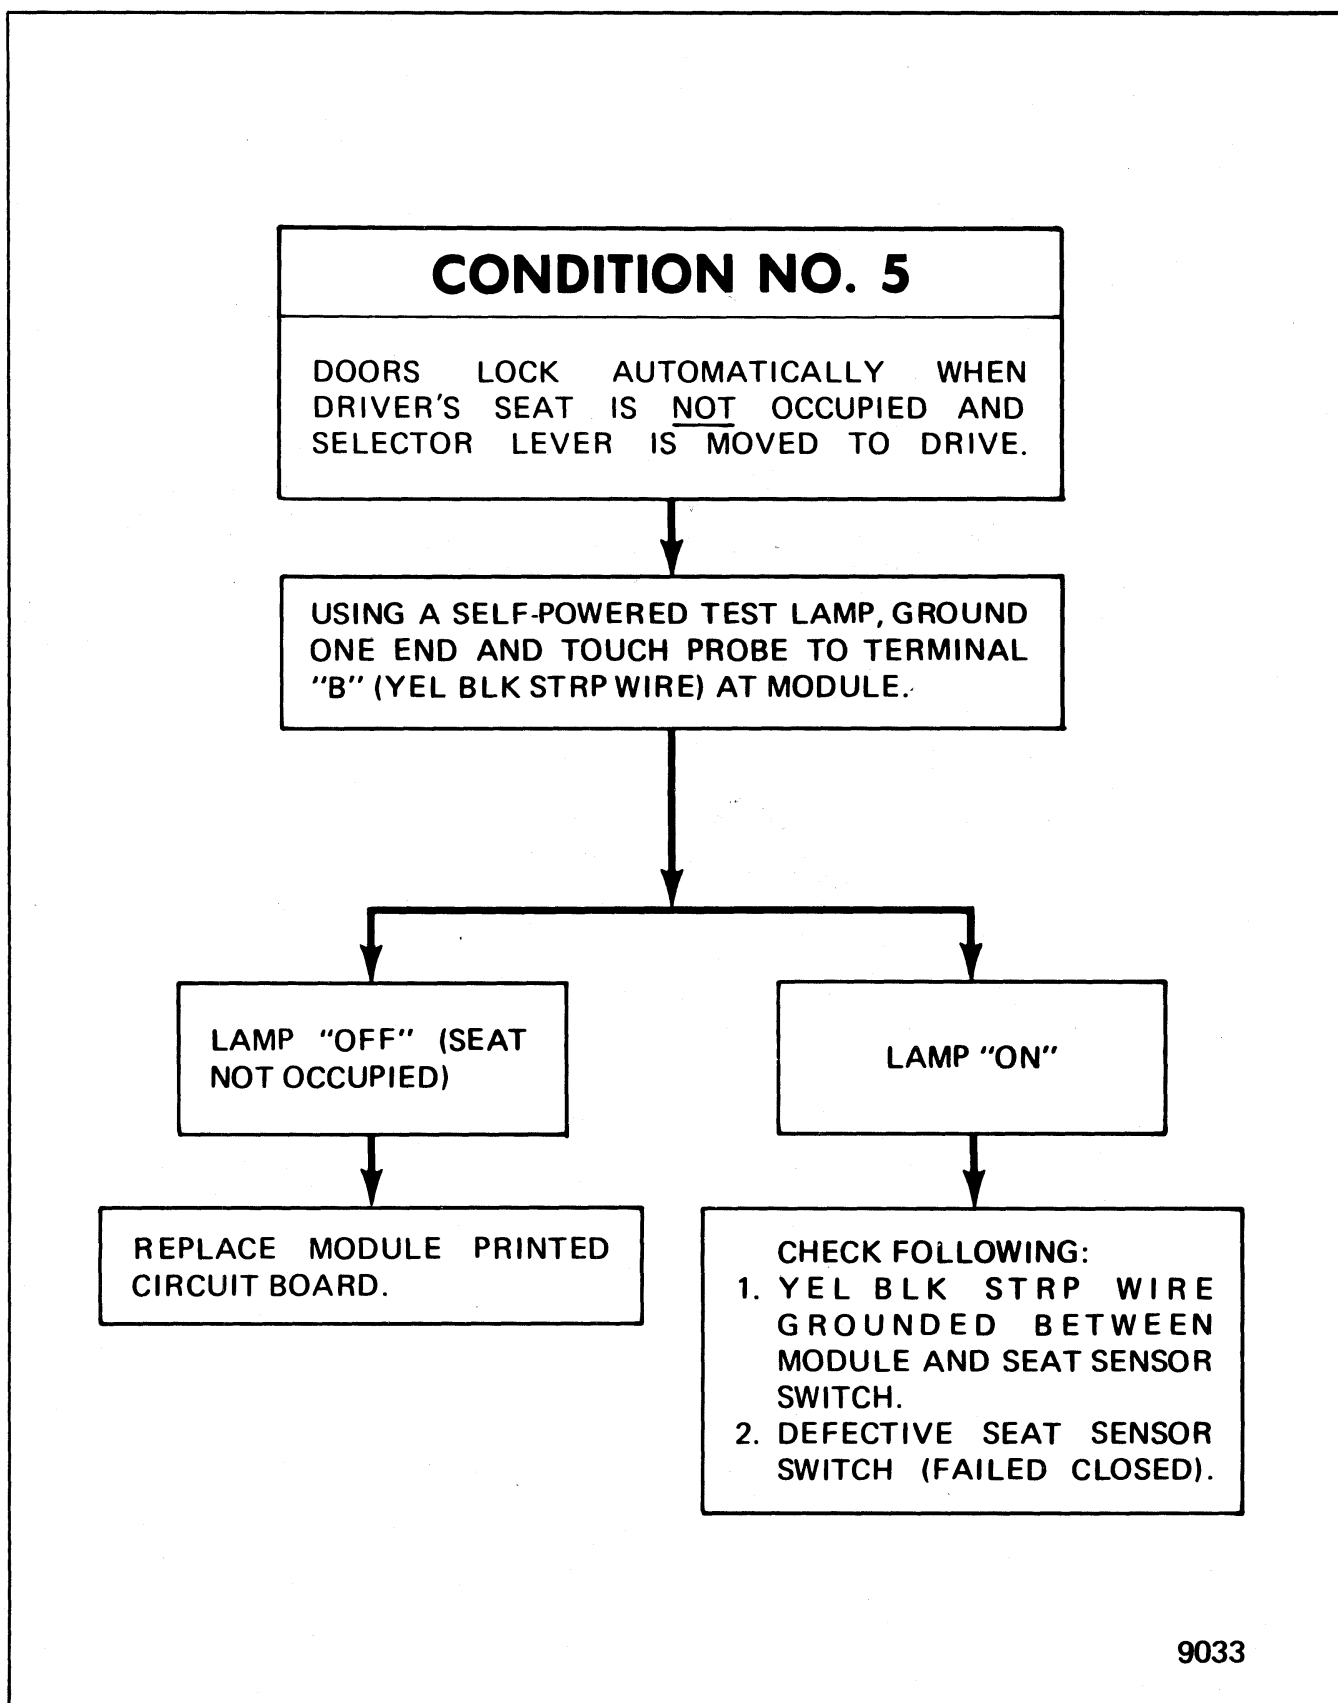 CONDITION NO. 5
DOORS LOCK AUTOMATICALLY WHEN
DRIVER'S SEAT IS NOT OCCUPIED AND
SELECTOR LEVER IS MOVED TO DRIVE.
USING A SELF-POWERED TEST LAMP, GROUND
ONE END AND TOUCH PROBE TO TERMINAL
"B" (YEL BLK STRP WIRE) AT MODULE.
LAMP "OFF" (SEAT
NOT OCCUPIED)
LAMP "ON"
REPLACE MODULE PRINTED
CIRCUIT BOARD.
CHECK FOLLOWING:
1. YEL BLK STRP WIRE
GROUNDED BETWEEN
MODULE AND SEAT SENSOR
SWITCH.
2. DEFECTIVE SEAT SENSOR
SWITCH (FAILED CLOSED).
9033